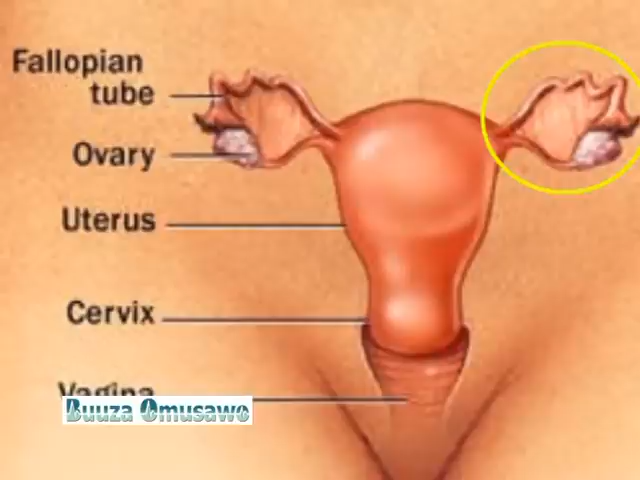 Fallopian
tube
Ovary
Uterus
Cervix
Vagina
Buuza Omusawo